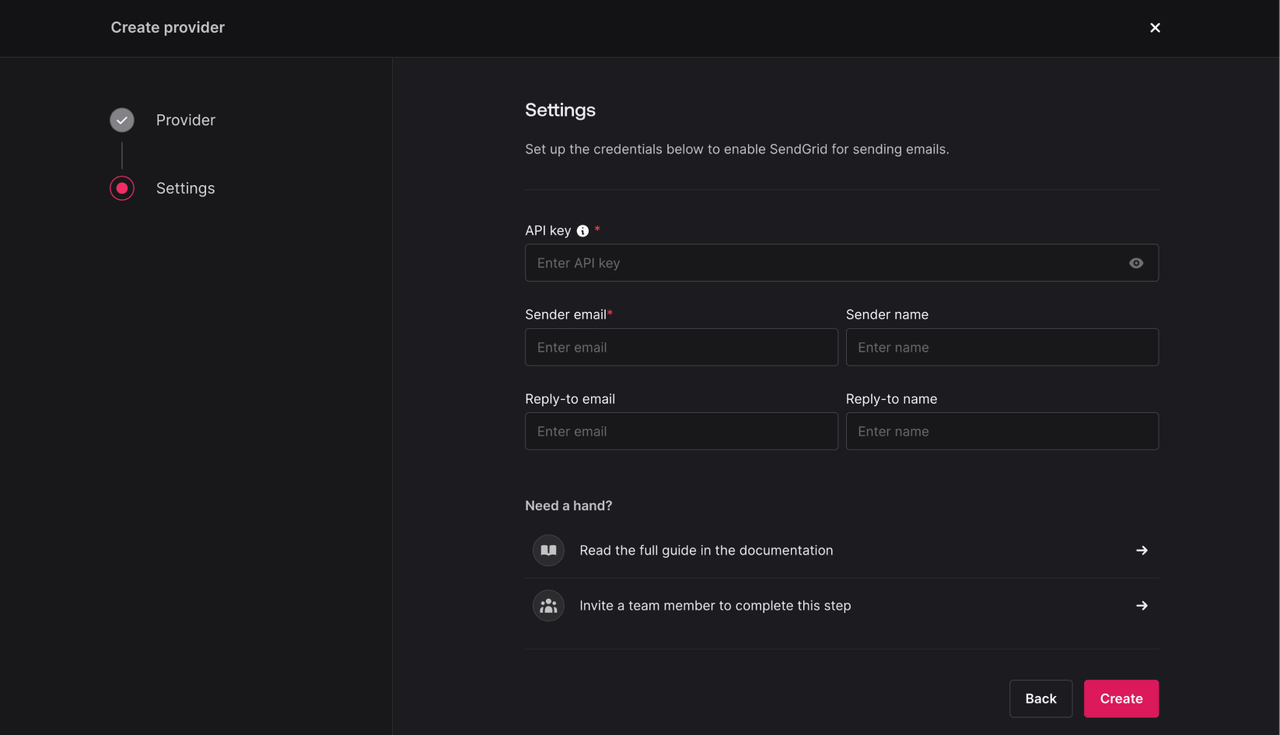 Create provider
Provider
Settings
Settings
Set up the credentials below to enable SendGrid for sending emails.
API key *
Enter API key
Sender email*
Sender name
Enter email
Enter name
Reply-to email
Reply-to name
Enter email
Enter name
Need a hand?
Read the full guide in the documentation
Invite a team member to complete this step
Back
Create